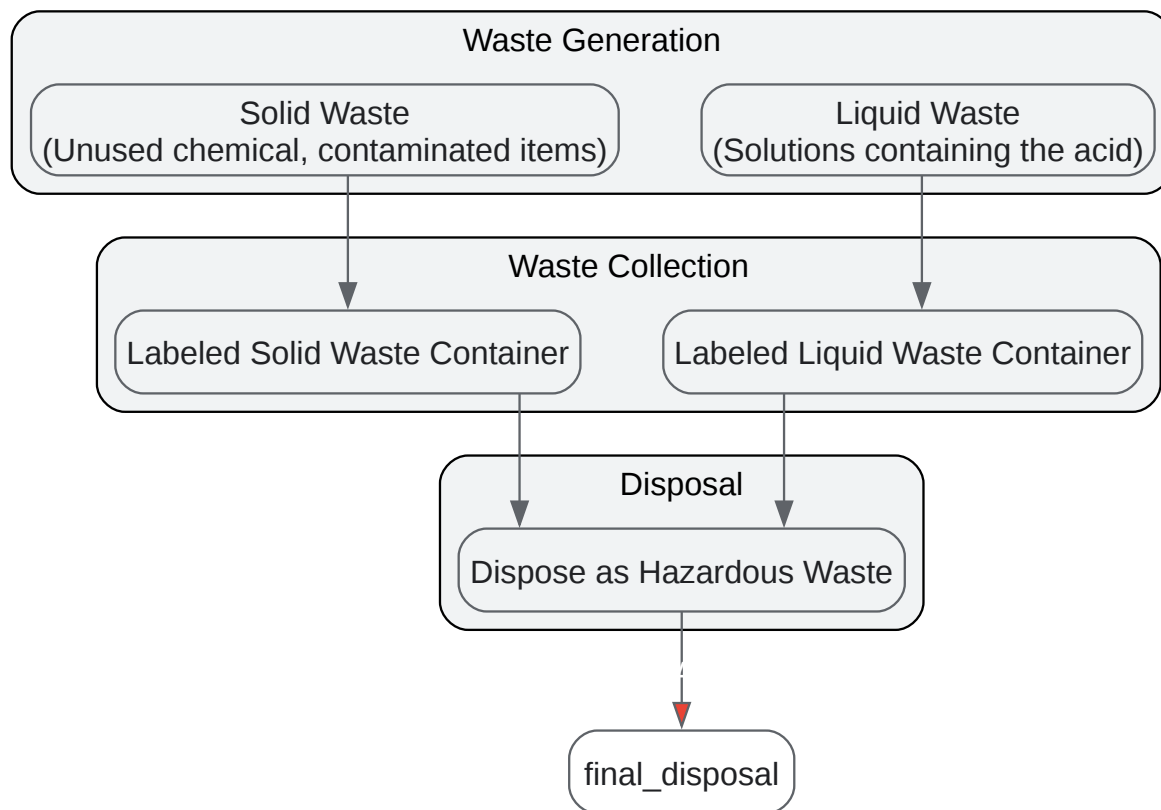 Waste Generation
Solid Waste
(Unused chemical, contaminated items)
Liquid Waste
(Solutions containing the acid)
Waste Collection
Labeled Solid Waste Container
Labeled Liquid Waste Container
Disposal
Dispose as Hazardous Waste
final_disposal